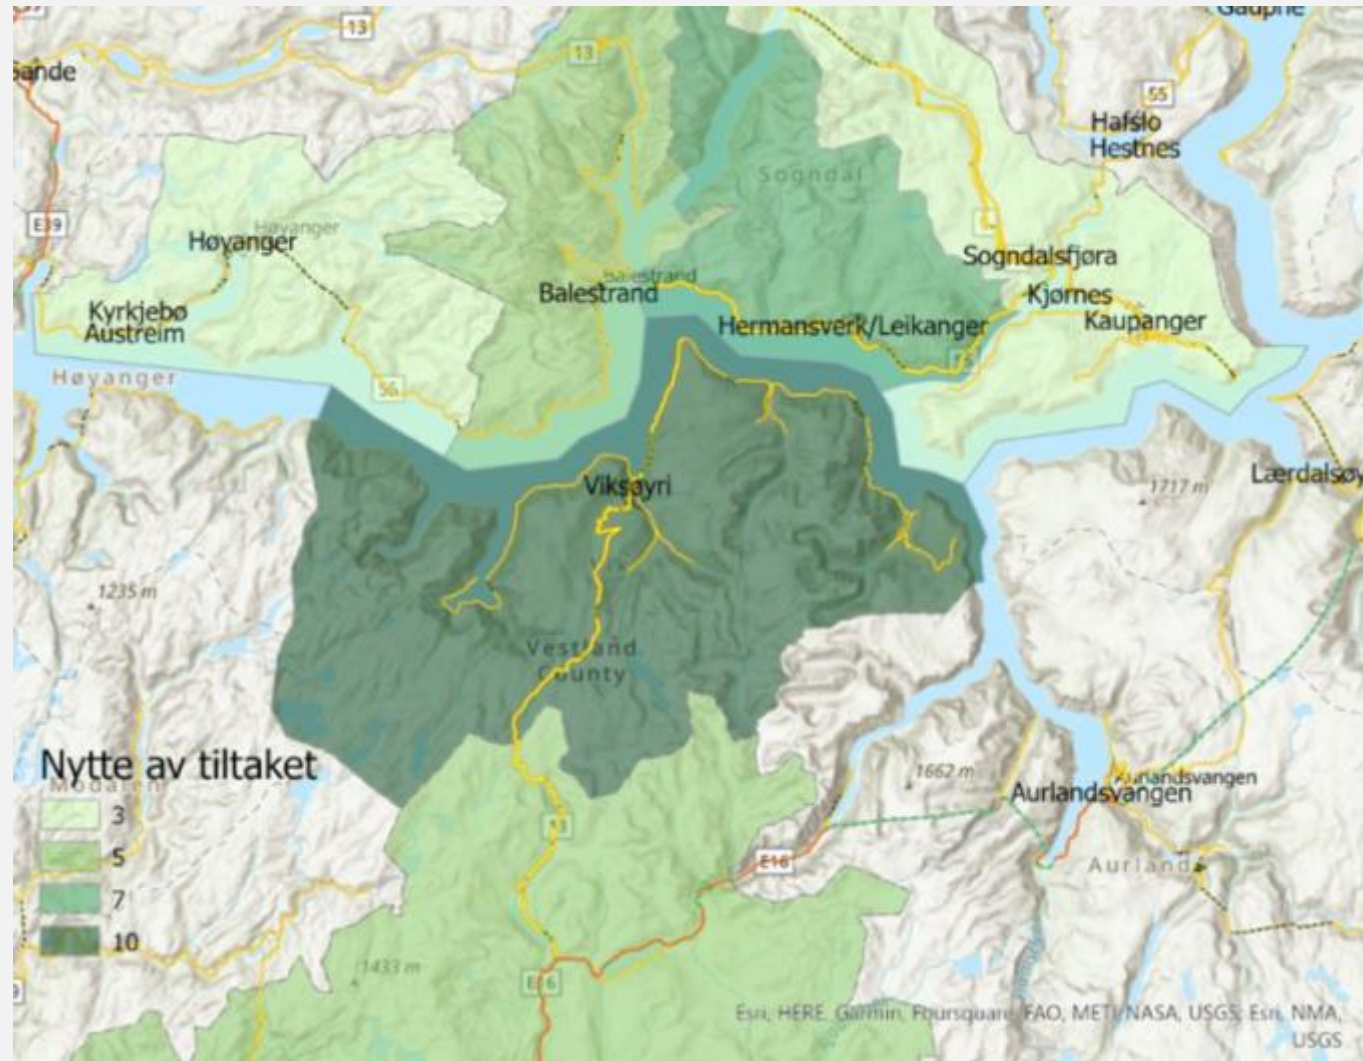 Gaupne
13
13
Sande
55
Hafslo
Hestnes
Sogndal
E39
Høyanger
Høyanger
Sogndalsfjøra
Balestrand
Balestrand
Kjørnes
Kyrkjebø
Austreim
Hermansverk/Leikanger
Kaupanger
Høyanger
55
Viksøyri
Lærdalsøy
1717 m
1235 m
Vestland
County
Nytte av tiltaket
Modalen
3
5
7
10
1662 m
Aurlandsvangen
Aurlandsvangen
13
E16
Aurland
1433 m
E16
Esri, HERE, Garmin, Foursquare, FAO, METI/NASA, USGS; Esri, NMA,
USGS